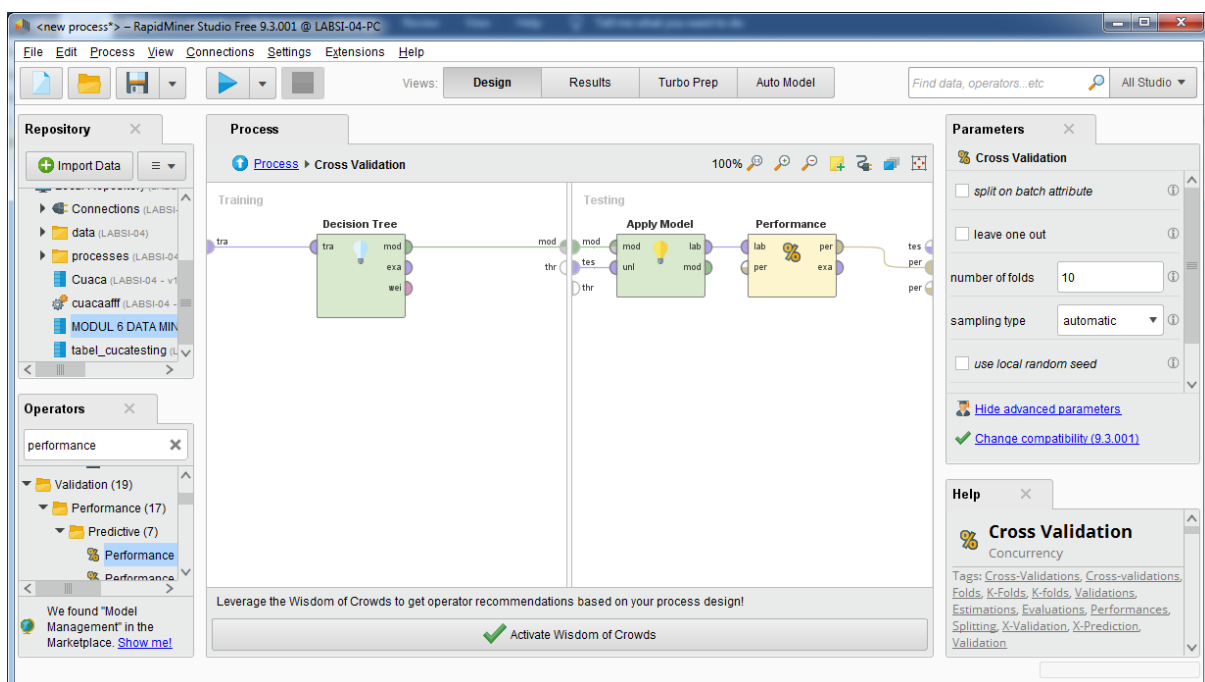 <new process*> – RapidMiner Studio Free 9.3.001 @ LABSI-04-PC
File Edit Process View Connections Settings Extensions Help
Views: Design Results Turbo Prep Auto Model
Find data, operators...etc
All Studio
Repository
Import Data
Connections (LABSI-
data (LABSI-04)
processes (LABSI-04
Cuaca (LABSI-04 - v1
cuacaafff (LABSI-04 -
MODUL 6 DATA MIN
tabel_cucatesting (L
Operators
performance
Validation (19)
Performance (17)
Predictive (7)
Performance
Performance
We found "Model
Management" in the
Marketplace. Show me!
Process
Process Cross Validation
100%
Training
Decision Tree
tra
tra mod
exa
wei
mod
thr
Testing
Apply Model
Performance
mod
tes
thr
mod lab
unl mod
lab per
per exa
tes
per
per
Leverage the Wisdom of Crowds to get operator recommendations based on your process design!
Activate Wisdom of Crowds
Parameters
Cross Validation
split on batch attribute
leave one out
number of folds 10
sampling type automatic
use local random seed
Hide advanced parameters
Change compatibility (9.3.001)
Help
Cross Validation
Concurrency
Tags: Cross-Validations, Cross-validations,
Folds, K-Folds, K-folds, Validations,
Estimations, Evaluations, Performances,
Splitting, X-Validation, X-Prediction,
Validation